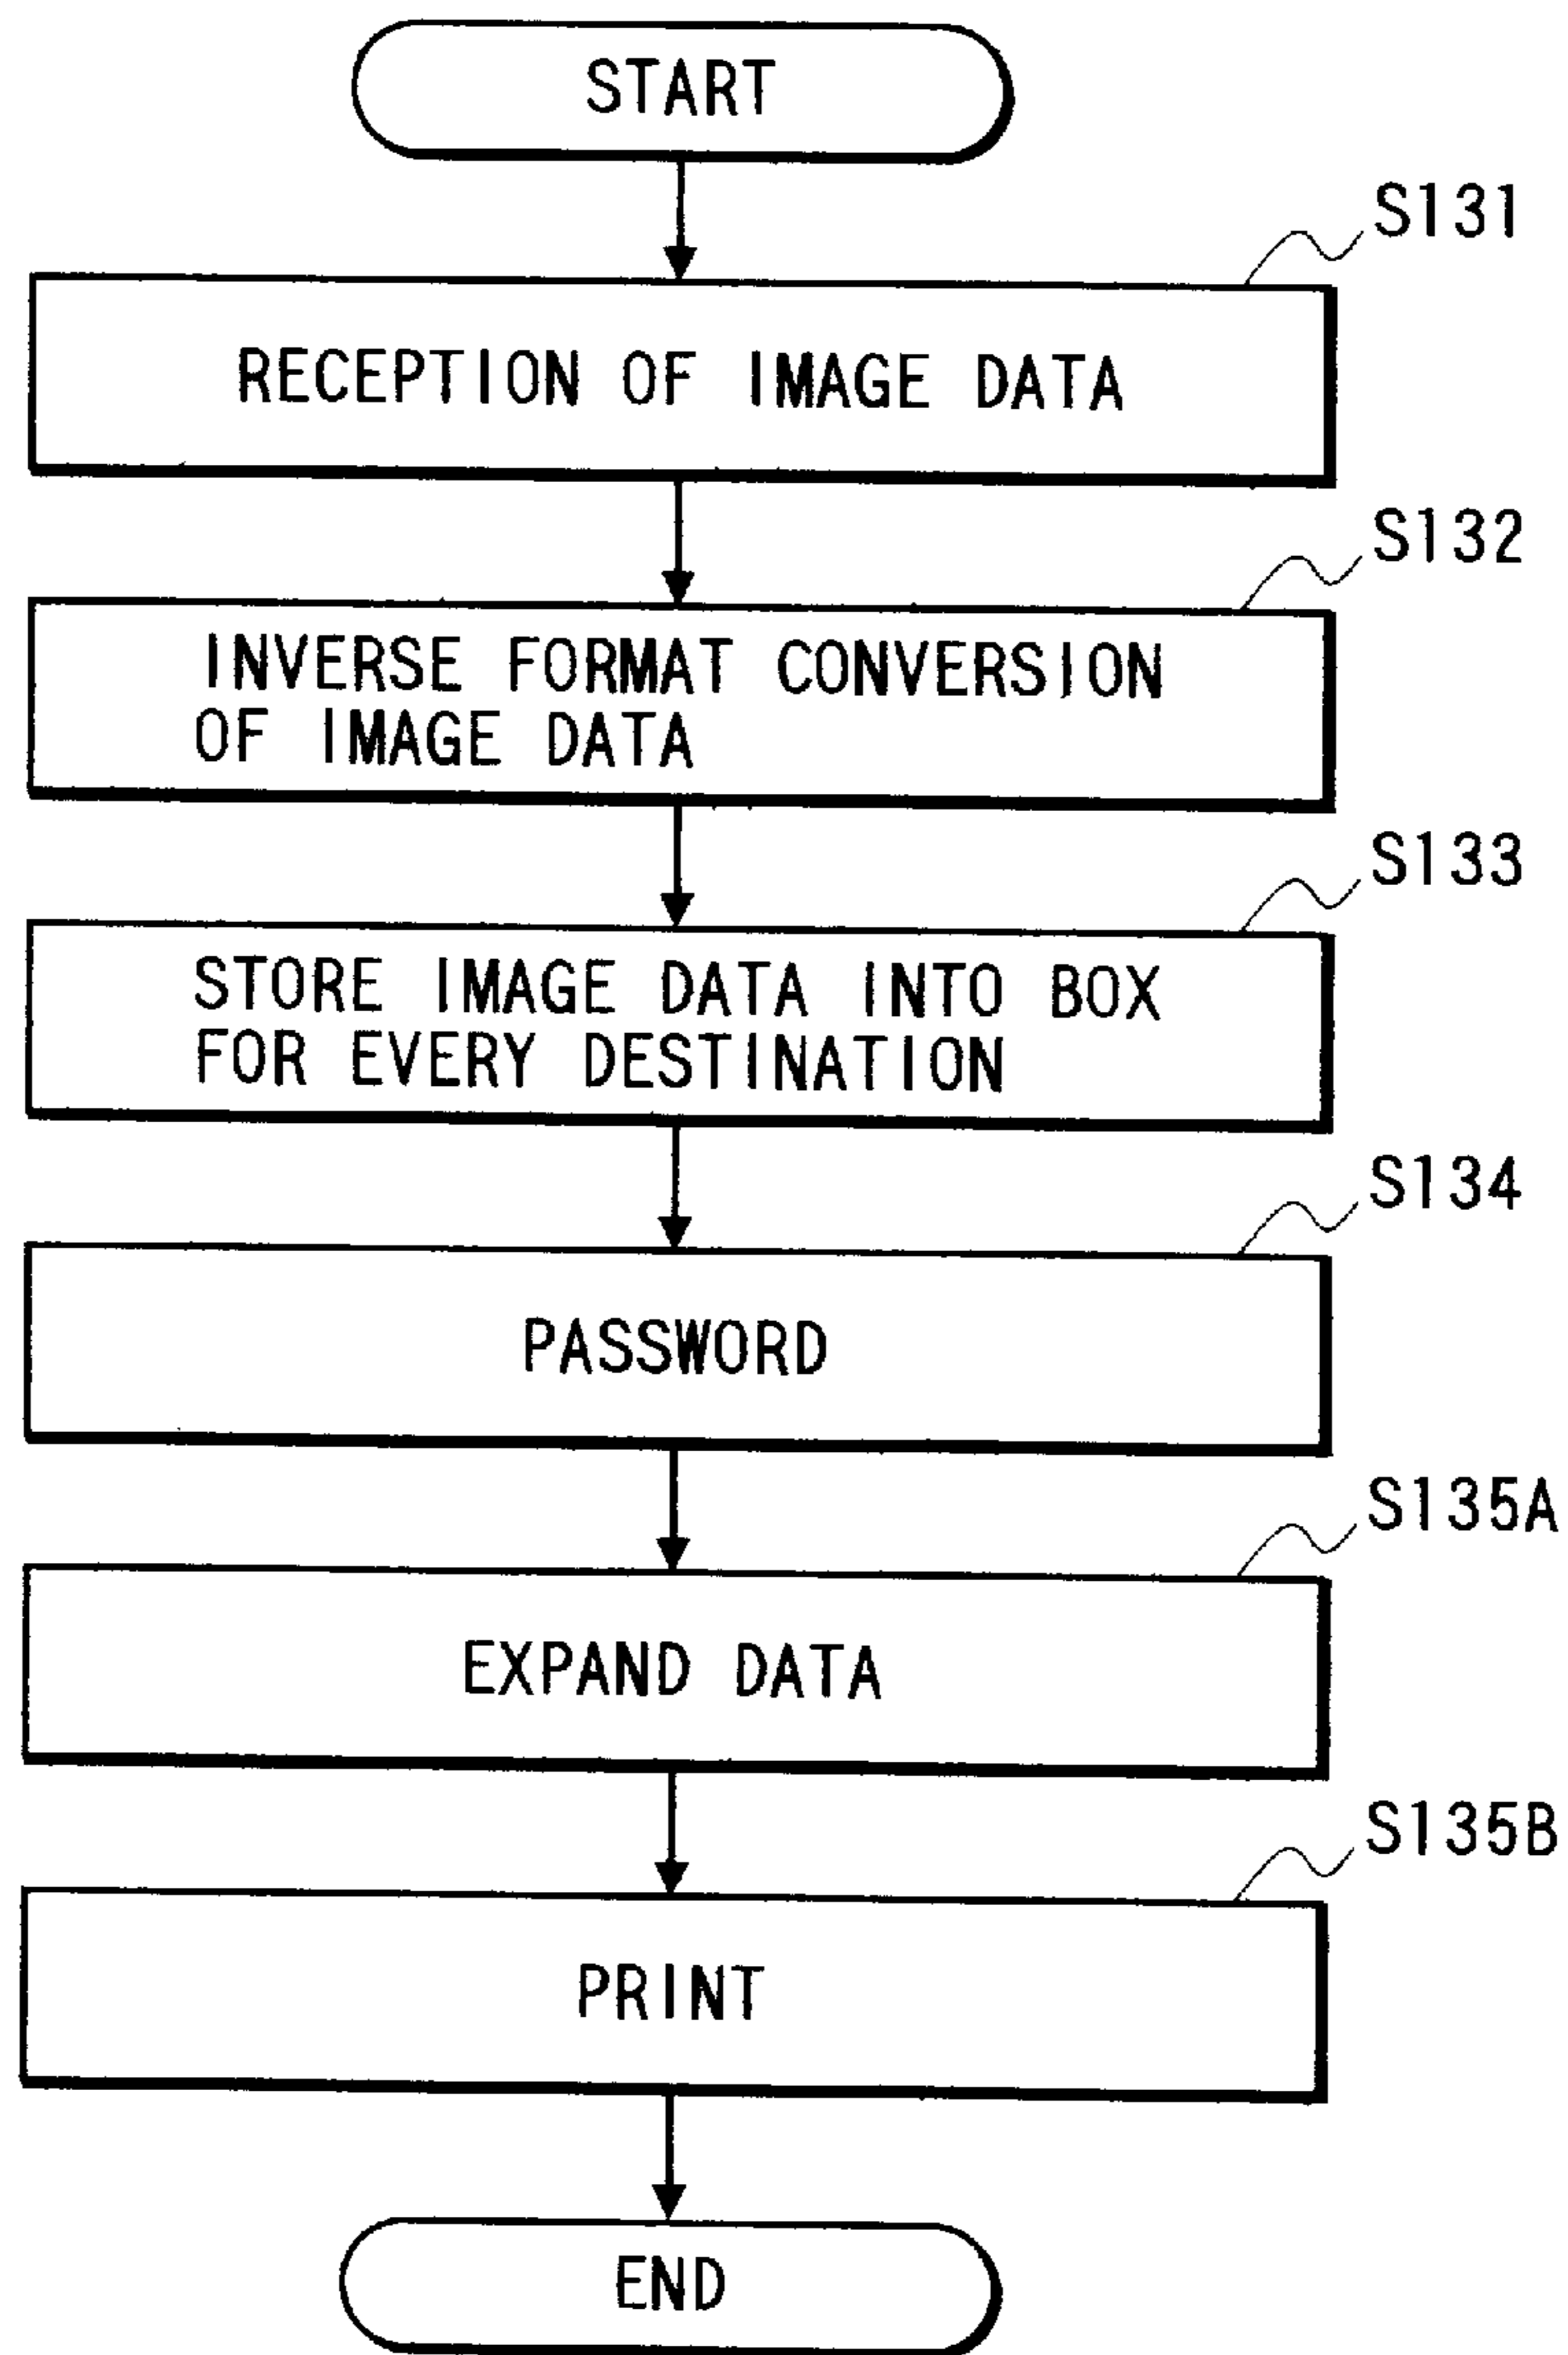 START
S131
RECEPTION OF IMAGE DATA
S132
INVERSE FORMAT CONVERSION
OF IMAGE DATA
S133
STORE IMAGE DATA INTO BOX
FOR EVERY DESTINATION
S134
PASSWORD
S135A
EXPAND DATA
S135B
PRINT
END